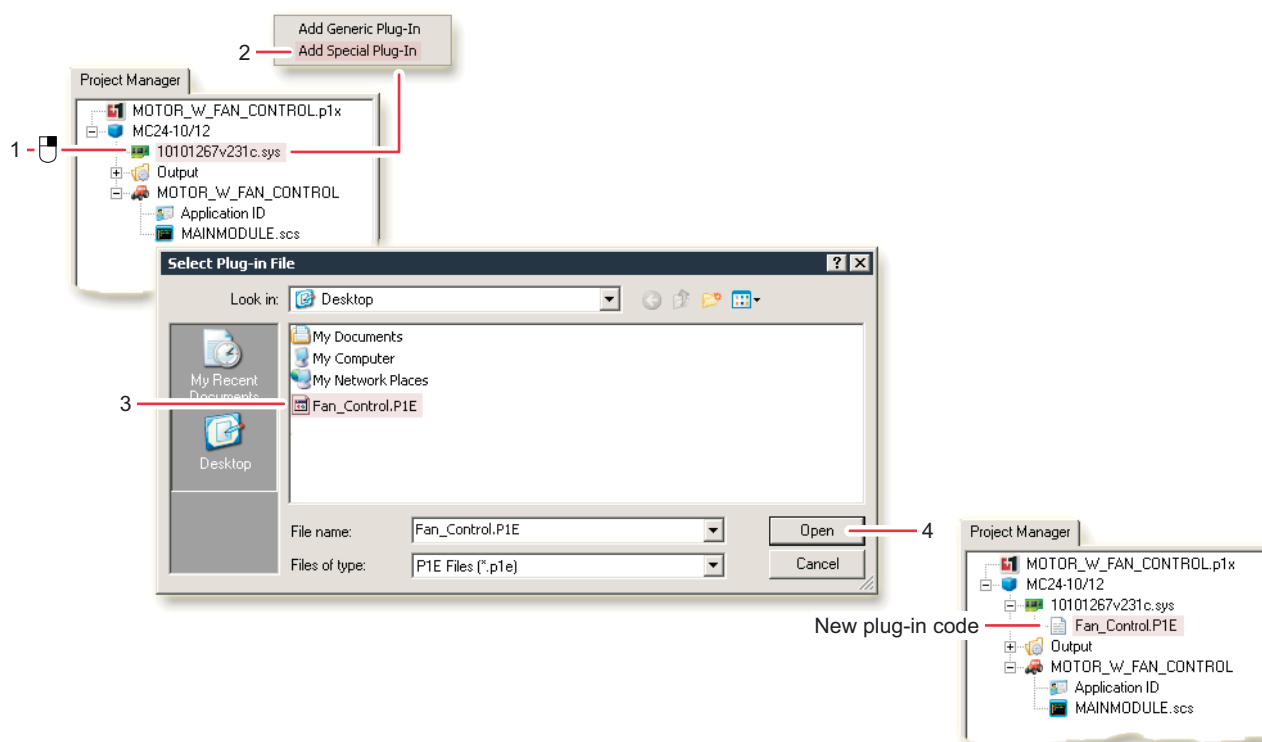 Add Generic Plug-In
2
Add Special Plug-In
Project Manager
MOTOR_W_FAN_CONTROL.p1x
MC24-10/12
1
10101267v231c.sys
Output
MOTOR_W_FAN_CONTROL
Application ID
MAINMODULE.scs
Select Plug-in File
Look in:
Desktop
My Recent
Documents
Desktop
My Documents
My Computer
My Network Places
3
Fan_Control.P1E
File name:
Fan_Control.P1E
Open
4
Files of type:
P1E Files (*.p1e)
Cancel
Project Manager
MOTOR_W_FAN_CONTROL.p1x
MC24-10/12
10101267v231c.sys
New plug-in code
Fan_Control.P1E
Output
MOTOR_W_FAN_CONTROL
Application ID
MAINMODULE.scs